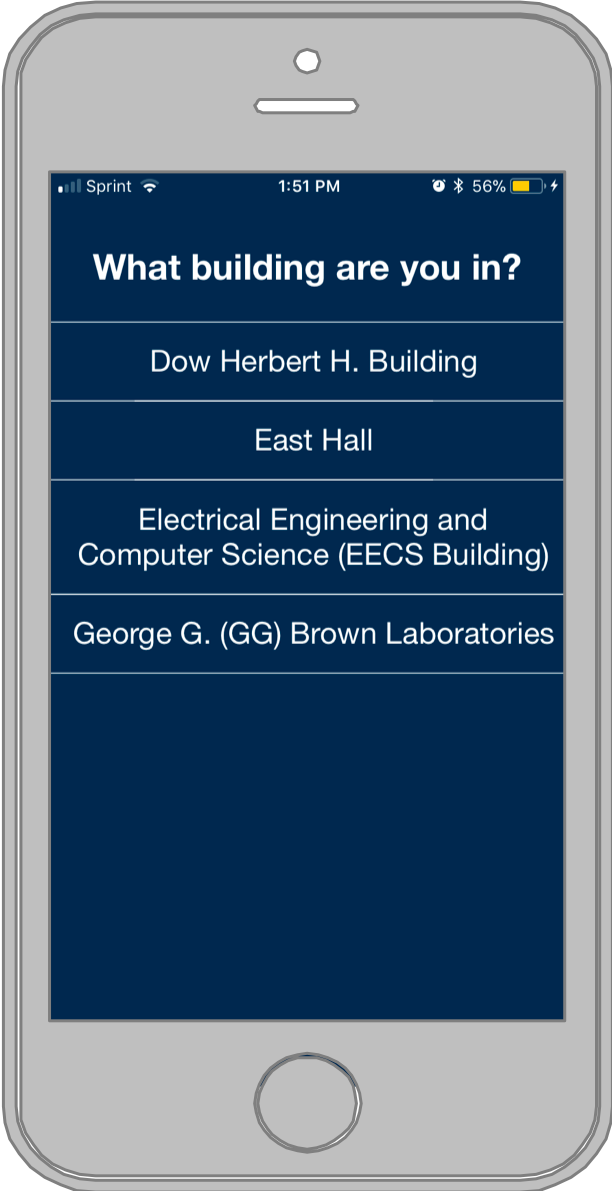 Sprint 1:51 PM 56%
What building are you in?
Dow Herbert H. Building
East Hall
Electrical Engineering and
Computer Science (EECS Building)
George G. (GG) Brown Laboratories